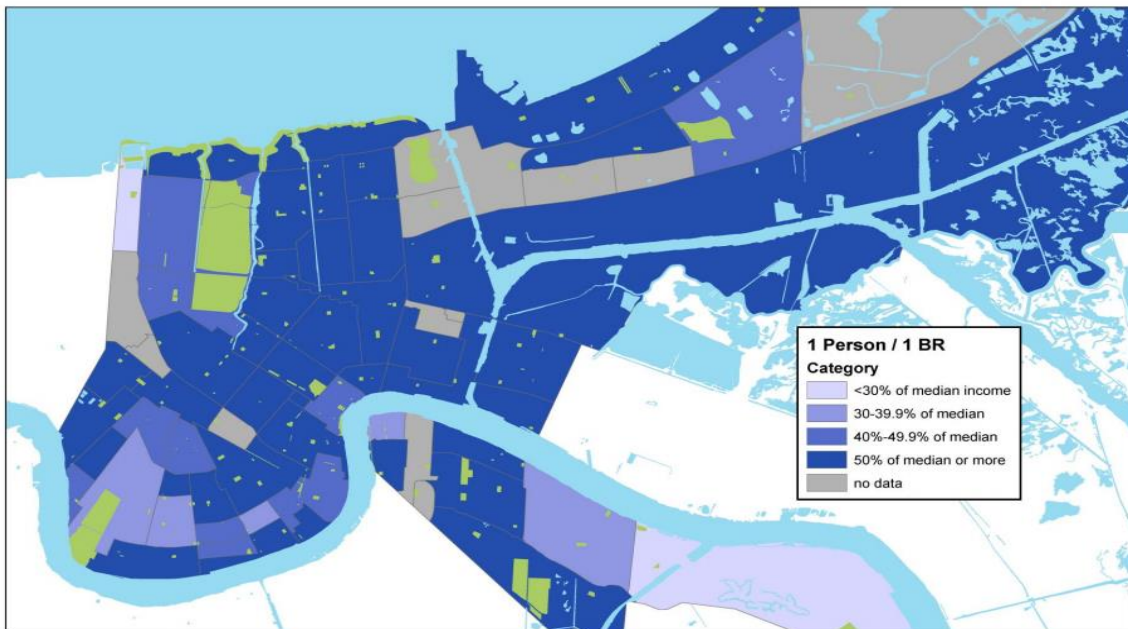 1 Person / 1 BR
Category
<30% of median income
30-39.9% of median
40%-49.9% of median
50% of median or more
no data